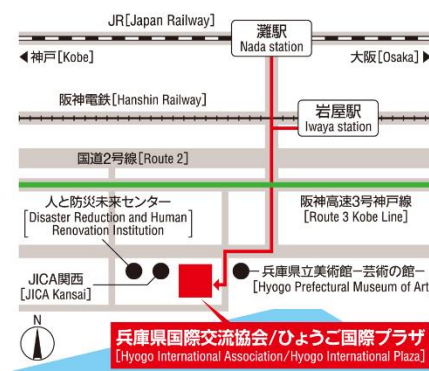 JR[Japan Railway]
灘駅
Nada station
◀神戸[Kobe]
大阪[Osaka]▶
阪神電鉄[Hanshin Railway]
岩屋駅
Iwaya station
国道2号線[Route 2]
人と防災未来センター
[Disaster Reduction and Human
Renovation Institution]
阪神高速3号神戸線
[Route 3 Kobe Line]
JICA関西
[JICA Kansai]
兵庫県立美術館−芸術の館−
[Hyogo Prefectural Museum of Art
N
兵庫県国際交流協会/ひょうご国際プラザ
[Hyogo International Association/Hyogo International Plaza]